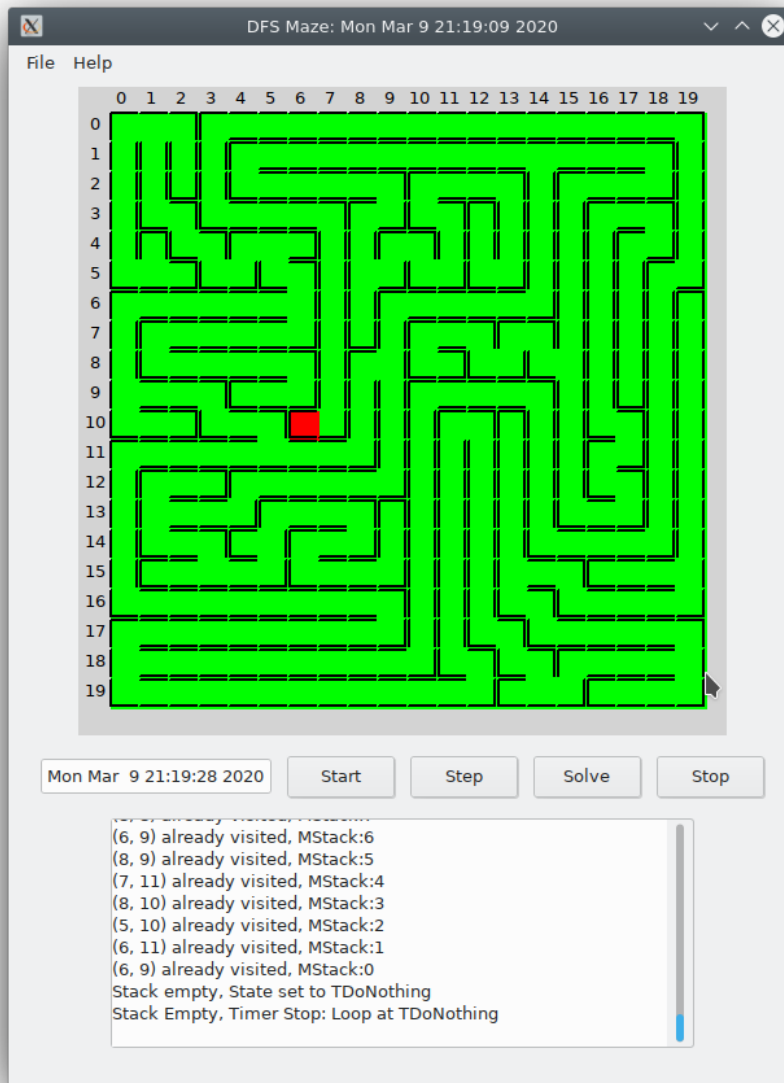 DFS Maze: Mon Mar 9 21:19:09 2020
File Help
0 1 2 3 4 5 6 7 8 9 10 11 12 13 14 15 16 17 18 19
0
1
2
3
4
5
6
7
8
9
10
11
12
13
14
15
16
17
18
19
Mon Mar  9 21:19:28 2020 Start Step Solve Stop
(6, 9) already visited, MStack:6
(8, 9) already visited, MStack:5
(7, 11) already visited, MStack:4
(8, 10) already visited, MStack:3
(5, 10) already visited, MStack:2
(6, 11) already visited, MStack:1
(6, 9) already visited, MStack:0
Stack empty, State set to TDoNothing
Stack Empty, Timer Stop: Loop at TDoNothing